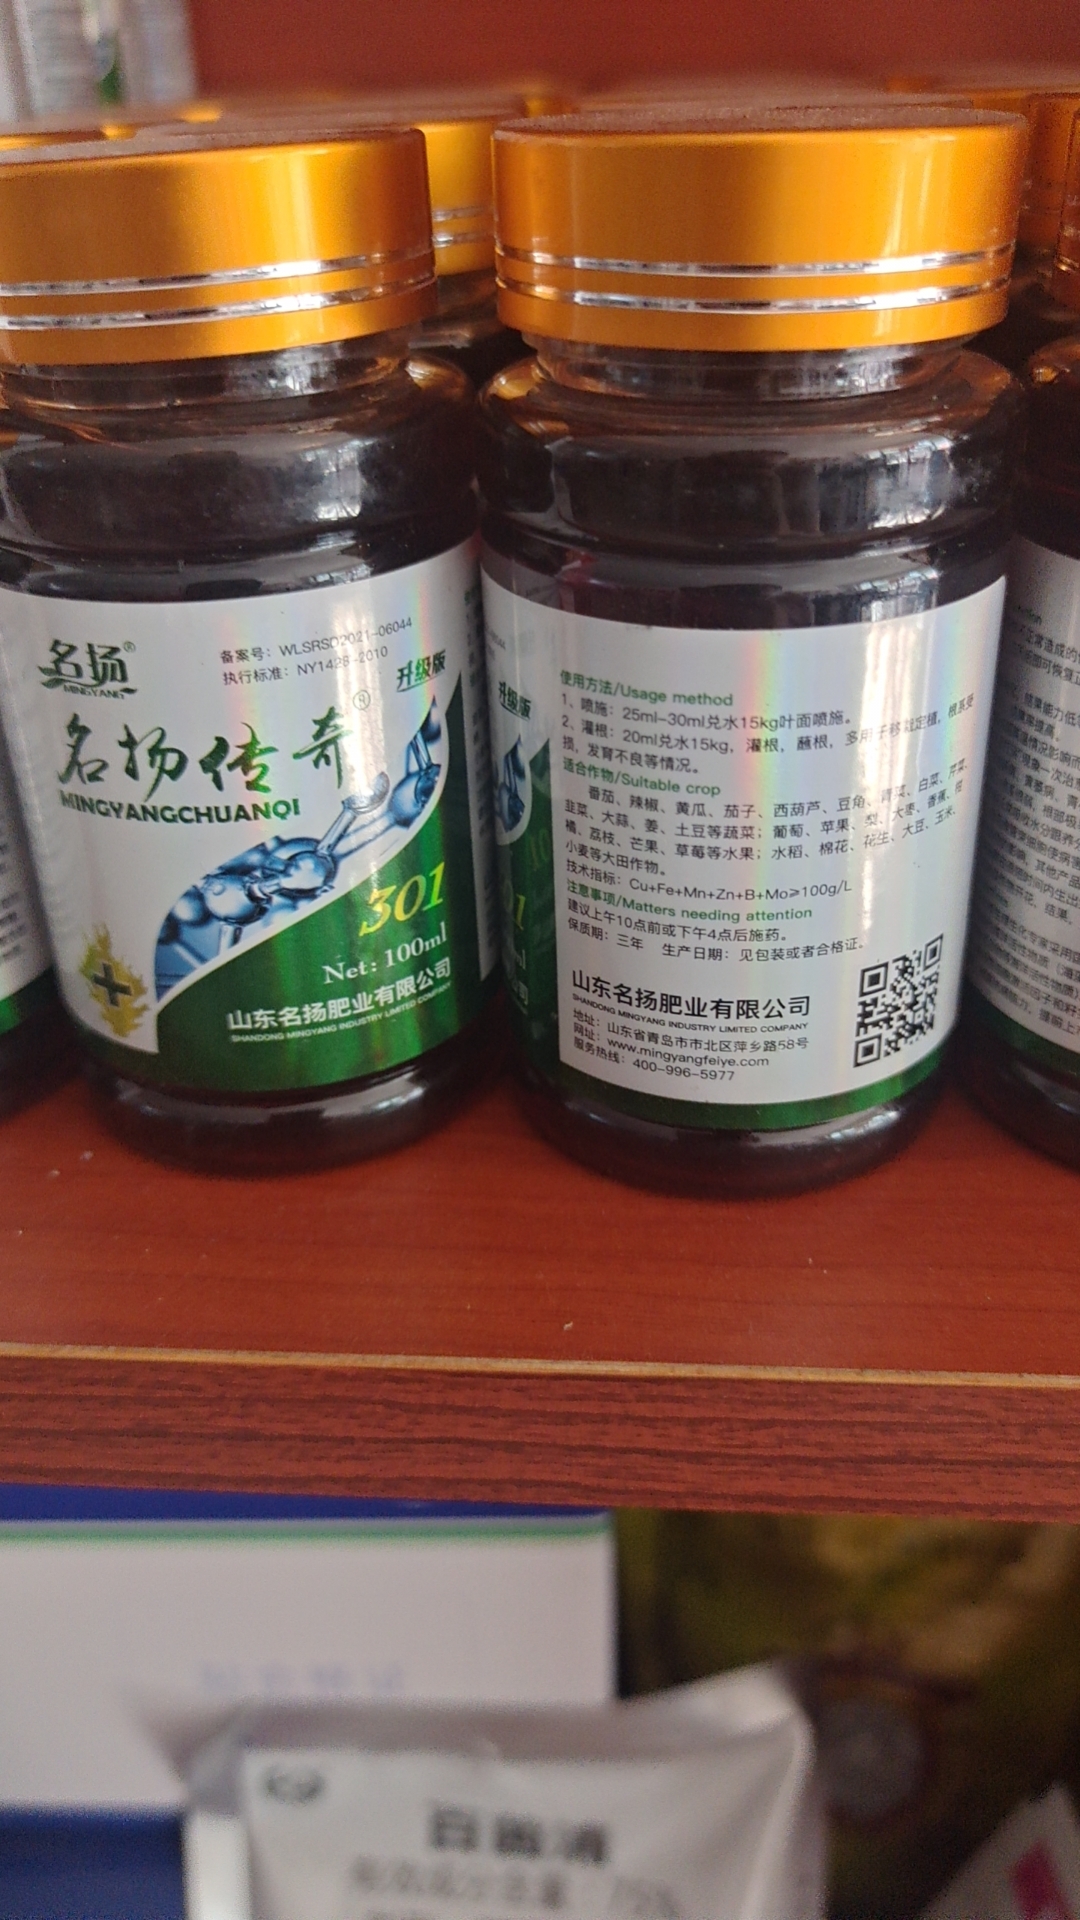 名扬®
MINGYANG
备案号：WLSRSD2021-06044
执行标准：NY1428-2010
升级版
名扬传奇®
MINGYANGCHUANQI
301
Net: 100ml
山东名扬肥业有限公司
SHANDONG MINGYANG INDUSTRY LIMITED COMPANY
升级版
使用方法/Usage method
1、喷施：25ml-30ml兑水15kg叶面喷施。
2、灌根：20ml兑水15kg，灌根，蘸根，多用于移栽定植，根系受
损，发育不良等情况。
适合作物/Suitable crop
番茄、辣椒、黄瓜、茄子、西葫芦、豆角、青菜、白菜、芹菜、
韭菜、大蒜、姜、土豆等蔬菜；葡萄、苹果、梨、大枣、香蕉、柑
橘、荔枝、芒果、草莓等水果；水稻、棉花、花生、大豆、玉米、
小麦等大田作物。
技术指标：Cu+Fe+Mn+Zn+B+Mo≥100g/L
注意事项/Matters needing attention
建议上午10点前或下午4点后施药。
保质期：三年 生产日期：见包装或者合格证。
山东名扬肥业有限公司
SHANDONG MINGYANG INDUSTRY LIMITED COMPANY
地址：山东省青岛市市北区萍乡路58号
网址：www.mingyangfeiye.com
服务热线：400-996-5977